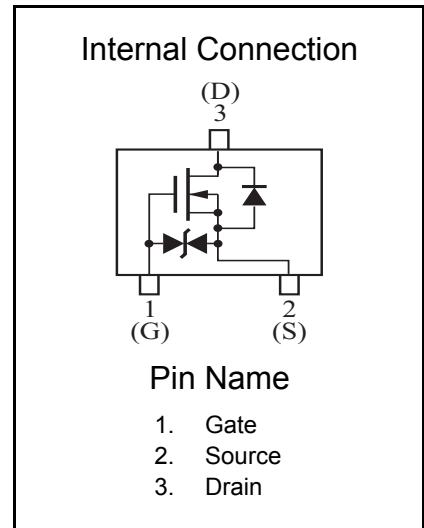 Internal Connection
(D)
3
1 2
(G) (S)
Pin Name
1. Gate
2. Source
3. Drain